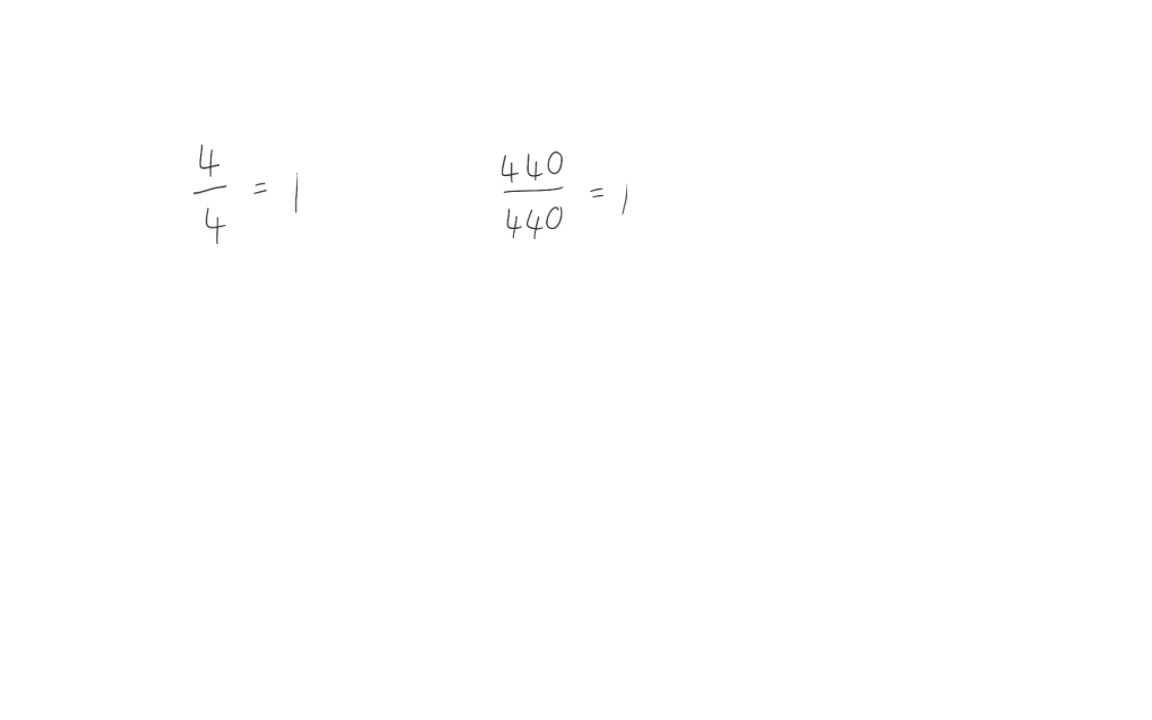 4/4 = 1
440/440 = 1